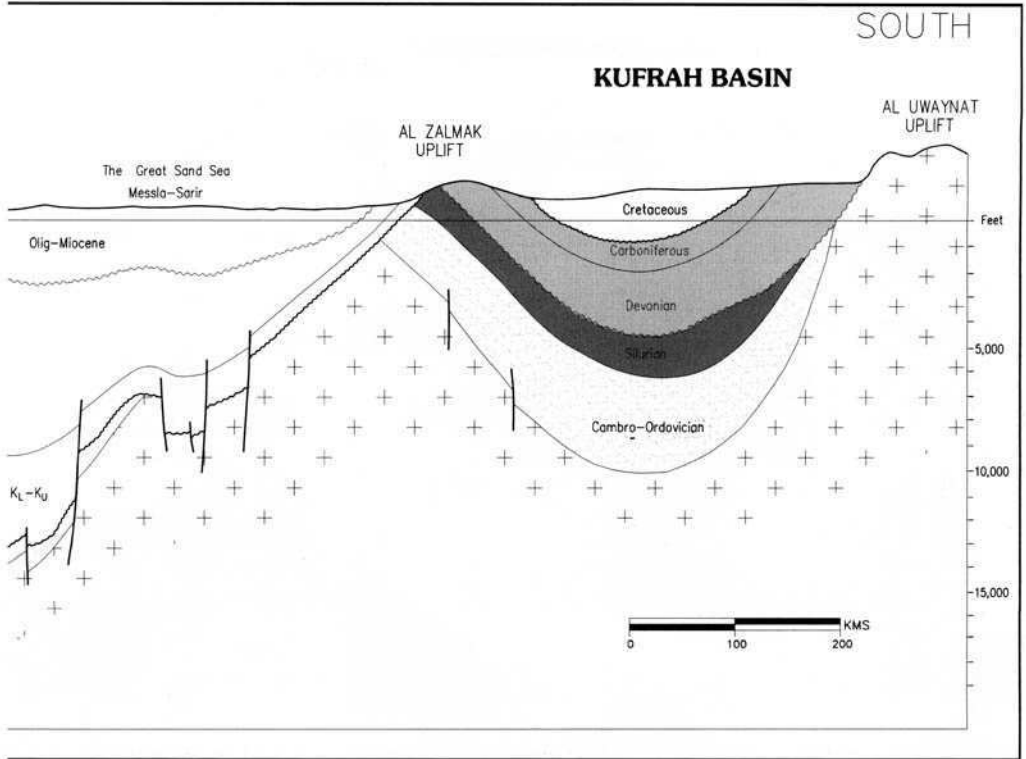 SOUTH
KUFRAH BASIN
AL UWAYNAT
UPLIFT
AL ZALMAK
UPLIFT
The Great Sand Sea
Messla-Sarir
Cretaceous
Feet
Olig-Miocene
Carboniferous
Devonian
5,000
Silurian
Cambro-Ordovician
10,000
KL-KU
15,000
KMS
0 100 200